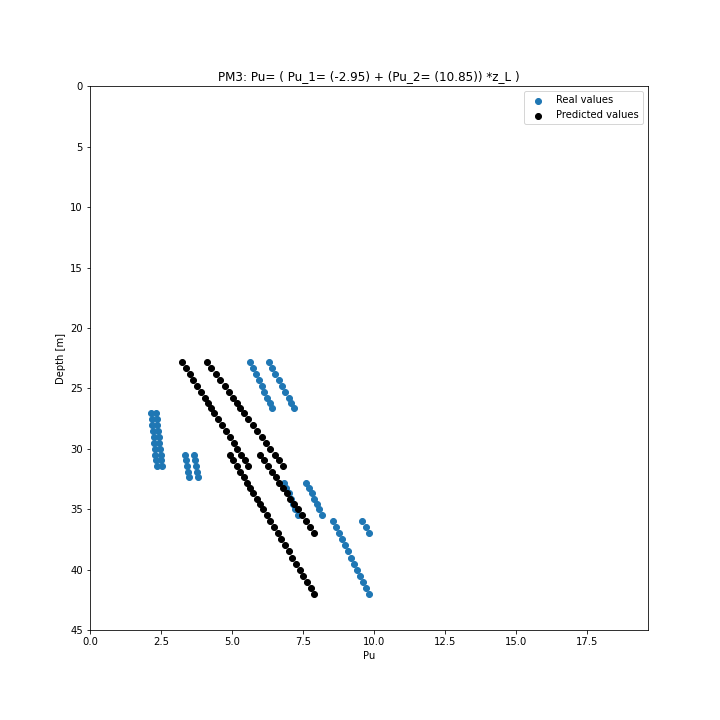 PM3: Pu= ( Pu_1= (-2.95) + (Pu_2= (10.85)) *z_L )
Real values
Predicted values
0
5
10
15
20
25
30
35
40
45
Depth [m]
0.0 2.5 5.0 7.5 10.0 12.5 15.0 17.5
Pu